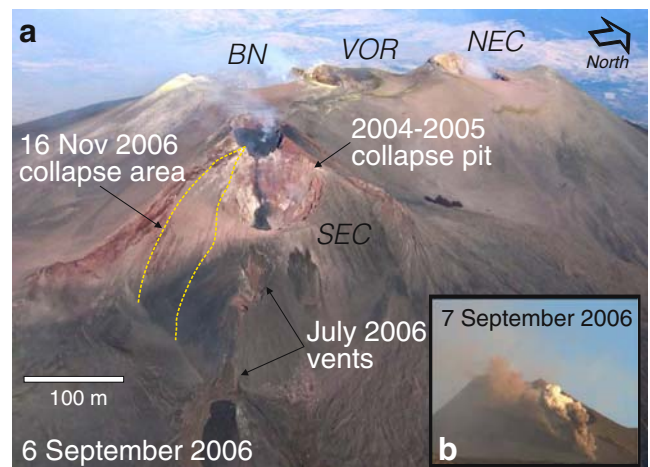 a
BN
VOR
NEC
North
16 Nov 2006
collapse area
2004-2005
collapse pit
SEC
July 2006
vents
100 m
6 September 2006
7 September 2006
b